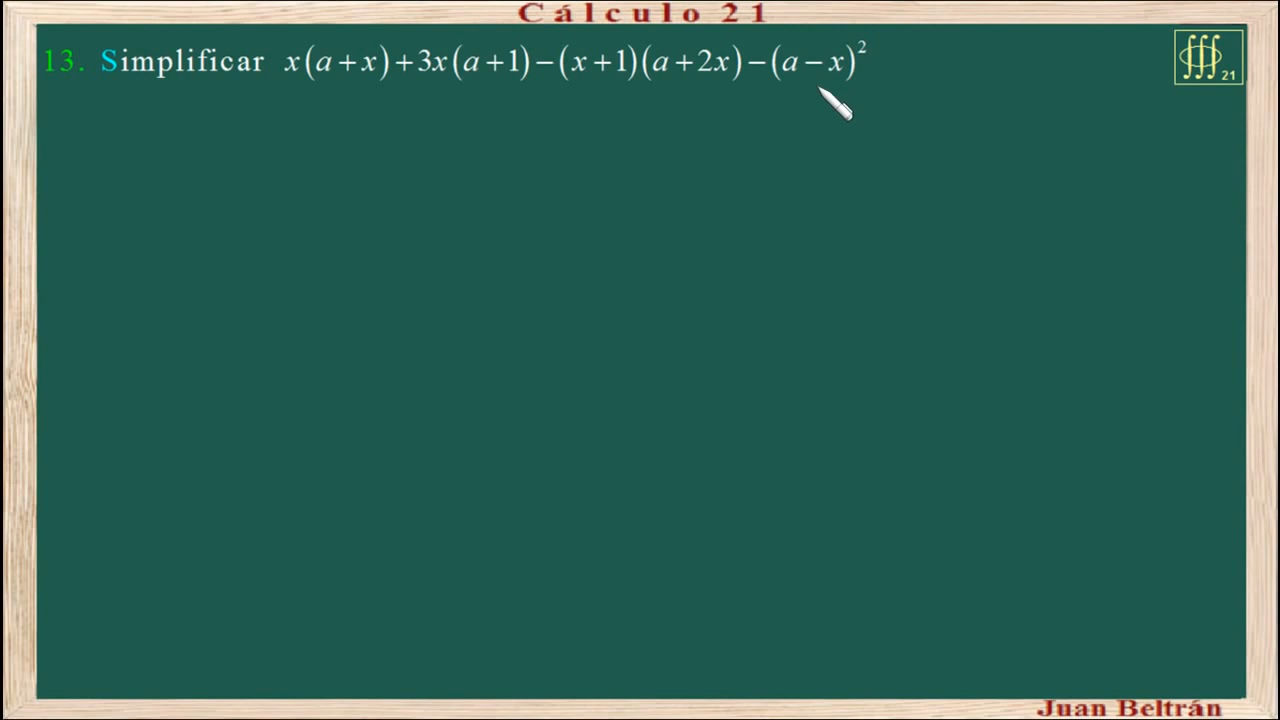 Cálculo 21
13. Simplificar x(a+x)+3x(a+1)−(x+1)(a+2x)−(a−x)²
∫∫∫ 21
Juan Beltrán